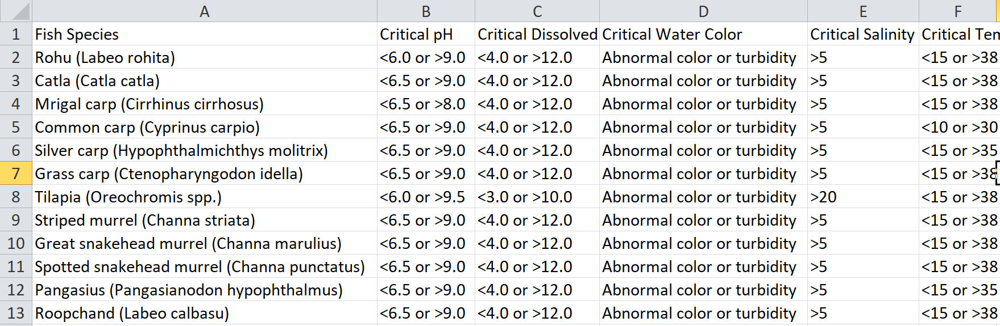 A B C D E F
1 Fish Species Critical pH Critical Dissolved Critical Water Color Critical Salinity Critical Tem
2 Rohu (Labeo rohita) <6.0 or >9.0 <4.0 or >12.0 Abnormal color or turbidity >5 <15 or >38
3 Catla (Catla catla) <6.5 or >9.0 <4.0 or >12.0 Abnormal color or turbidity >5 <15 or >38
4 Mrigal carp (Cirrhinus cirrhosus) <6.5 or >8.0 <4.0 or >12.0 Abnormal color or turbidity >5 <15 or >38
5 Common carp (Cyprinus carpio) <6.5 or >9.0 <4.0 or >12.0 Abnormal color or turbidity >5 <10 or >30
6 Silver carp (Hypophthalmichthys molitrix) <6.5 or >9.0 <4.0 or >12.0 Abnormal color or turbidity >5 <15 or >35
7 Grass carp (Ctenopharyngodon idella) <6.5 or >9.0 <4.0 or >12.0 Abnormal color or turbidity >5 <15 or >38
8 Tilapia (Oreochromis spp.) <6.0 or >9.5 <3.0 or >10.0 Abnormal color or turbidity >20 <15 or >38
9 Striped murrel (Channa striata) <6.5 or >9.0 <4.0 or >12.0 Abnormal color or turbidity >5 <15 or >38
10 Great snakehead murrel (Channa marulius) <6.5 or >9.0 <4.0 or >12.0 Abnormal color or turbidity >5 <15 or >38
11 Spotted snakehead murrel (Channa punctatus) <6.5 or >9.0 <4.0 or >12.0 Abnormal color or turbidity >5 <15 or >38
12 Pangasius (Pangasianodon hypophthalmus) <6.5 or >9.0 <4.0 or >12.0 Abnormal color or turbidity >5 <15 or >35
13 Roopchand (Labeo calbasu) <6.5 or >9.0 <4.0 or >12.0 Abnormal color or turbidity >5 <15 or >38